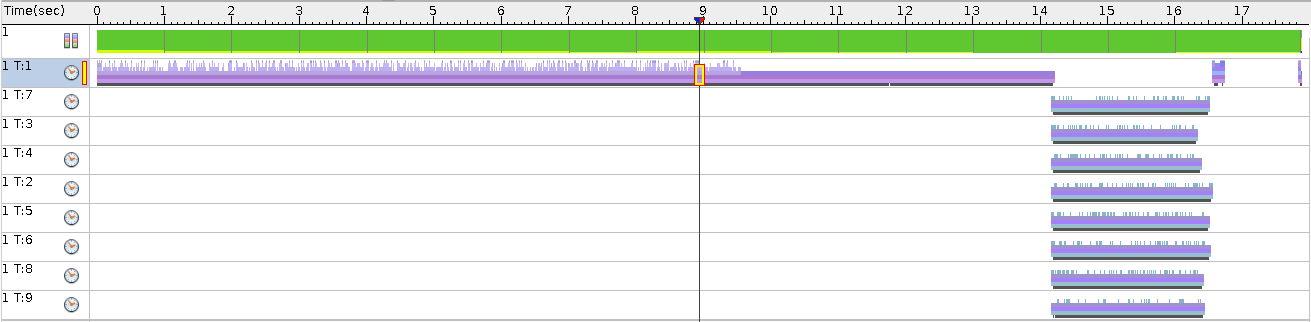 Time(sec) 0 1 2 3 4 5 6 7 8 9 10 11 12 13 14 15 16 17
1
1 T:1
1 T:7
1 T:3
1 T:4
1 T:2
1 T:5
1 T:6
1 T:8
1 T:9